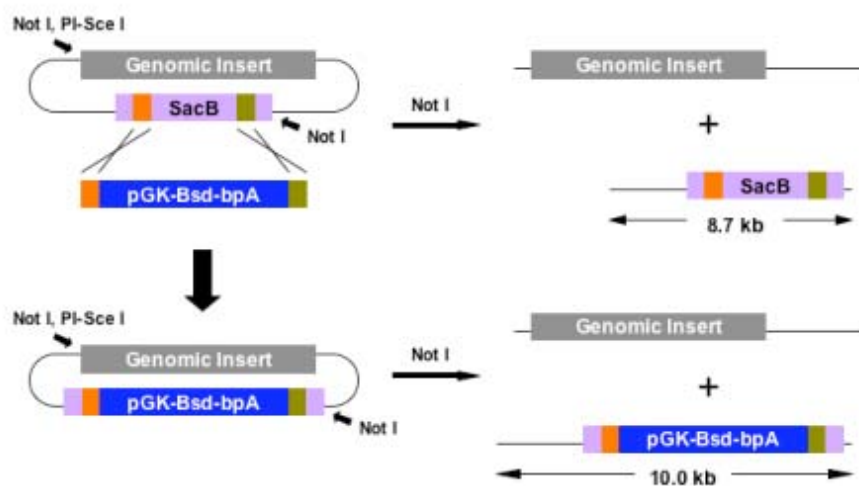 Not I, PI-Sce I
Genomic Insert
SacB
Not I
pGK-Bsd-bpA
Not I
Genomic Insert
+
SacB
8.7 kb
Not I, PI-Sce I
Genomic Insert
pGK-Bsd-bpA
Not I
Not I
Genomic Insert
+
pGK-Bsd-bpA
10.0 kb